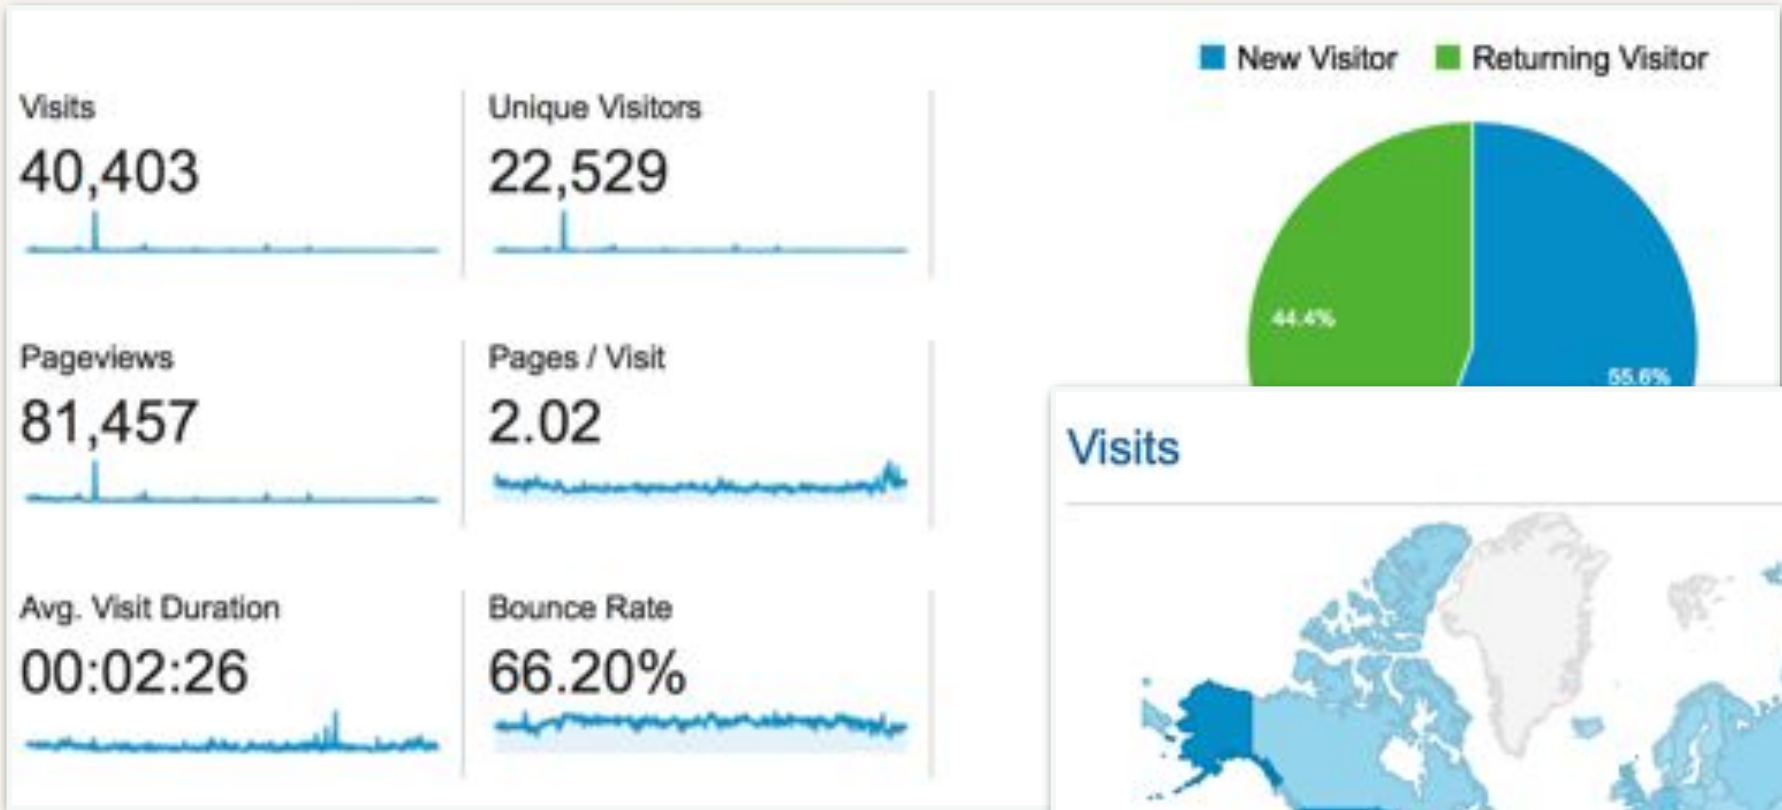 New Visitor Returning Visitor
Visits
40,403
Unique Visitors
22,529
44.4%
55.6%
Pageviews
81,457
Pages / Visit
2.02
Avg. Visit Duration
00:02:26
Bounce Rate
66.20%
Visits